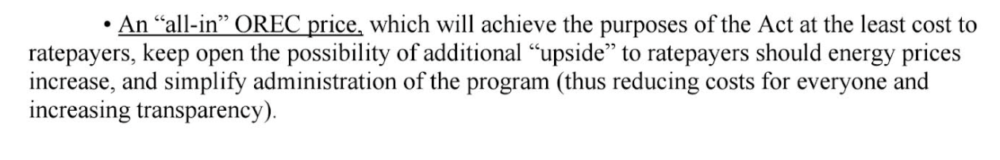 • An “all-in” OREC price, which will achieve the purposes of the Act at the least cost to
ratepayers, keep open the possibility of additional “upside” to ratepayers should energy prices
increase, and simplify administration of the program (thus reducing costs for everyone and
increasing transparency).